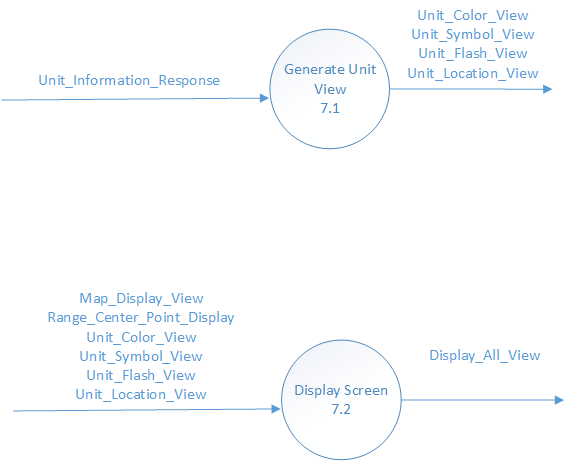 Unit_Information_Response
Generate Unit
View
7.1
Unit_Color_View
Unit_Symbol_View
Unit_Flash_View
Unit_Location_View
Map_Display_View
Range_Center_Point_Display
Unit_Color_View
Unit_Symbol_View
Unit_Flash_View
Unit_Location_View
Display Screen
7.2
Display_All_View